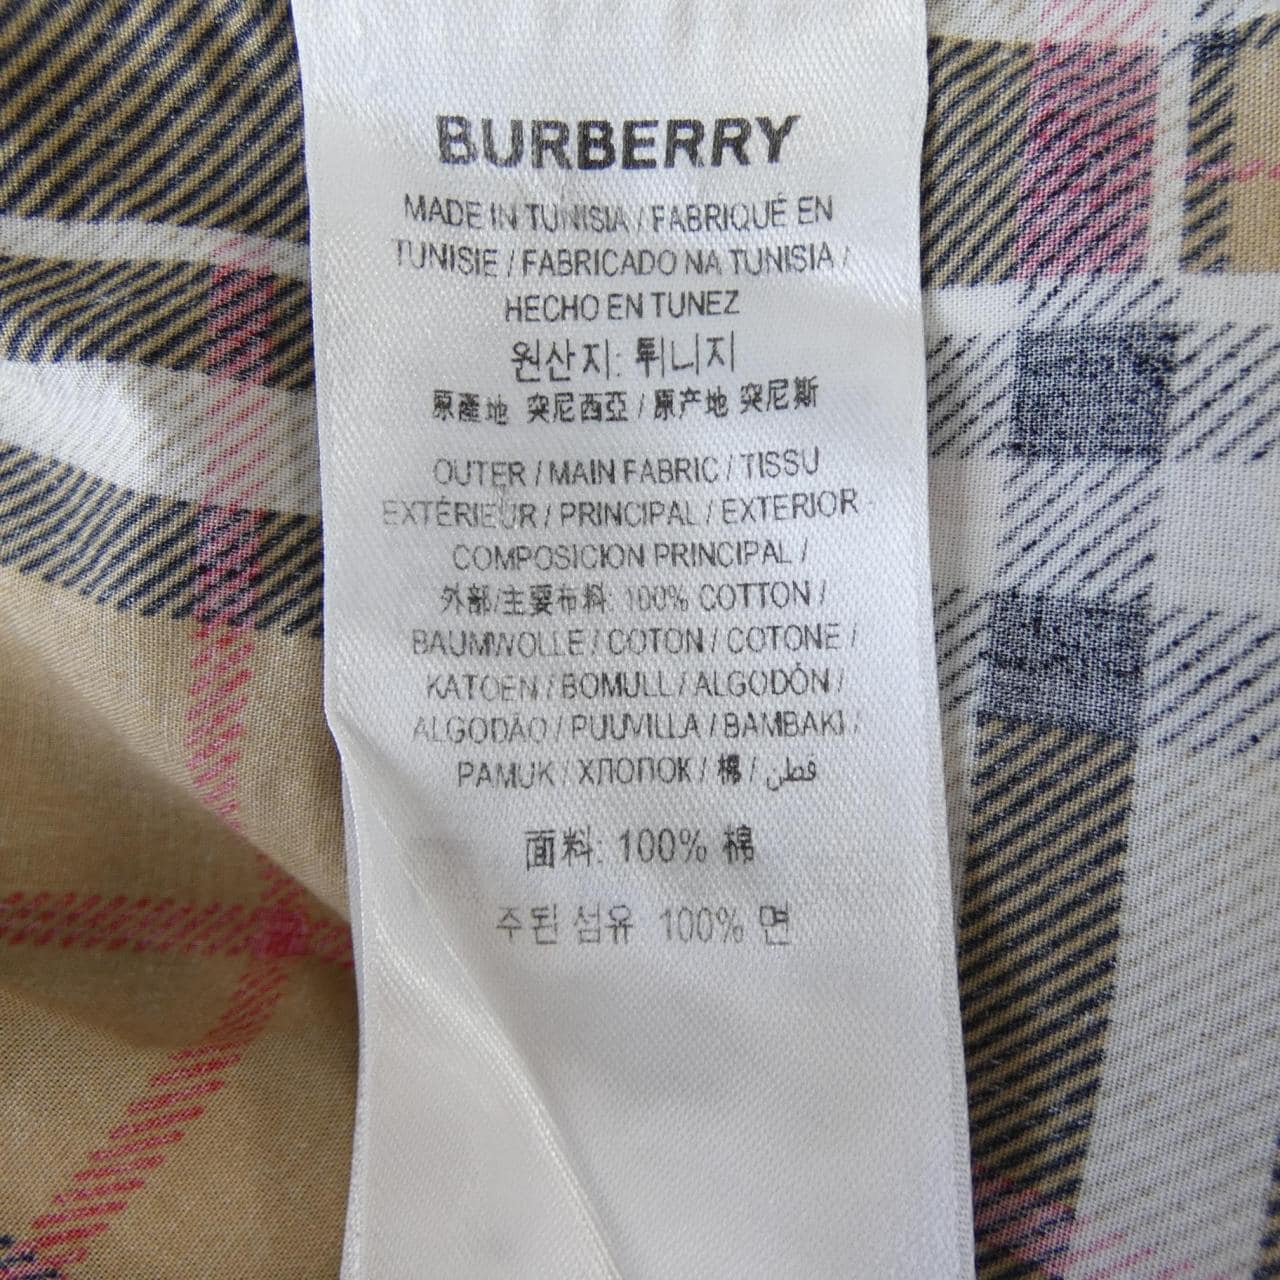 BURBERRY
MADE IN TUNISIA / FABRIQUÉ EN
TUNISIE / FABRICADO NA TUNISIA /
HECHO EN TUNEZ
원산지: 튀니지
原產地 突尼西亞 / 原产地 突尼斯
OUTER / MAIN FABRIC / TISSU
EXTÉRIEUR / PRINCIPAL / EXTERIOR
COMPOSICION PRINCIPAL /
外部/主要布料: 100% COTTON /
BAUMWOLLE / COTON / COTONE /
KATOEN / BOMULL / ALGODÓN /
ALGODÃO / PUUVILLA / BAMBAKI /
PAMUK / ХЛОПОК / 棉 / قطن
面料: 100% 棉
주된 섬유 100% 면